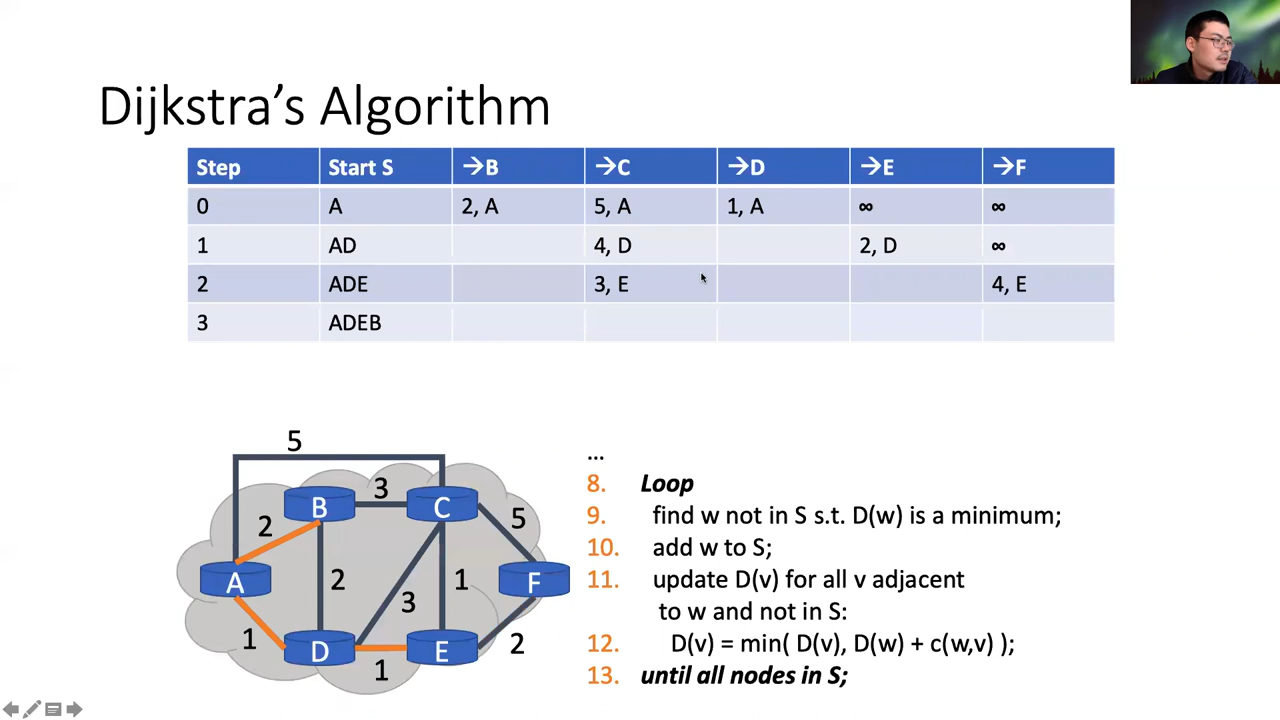 Dijkstra's Algorithm
Step Start S →B →C →D →E →F
0 A 2, A 5, A 1, A ∞ ∞
1 AD 4, D 2, D ∞
2 ADE 3, E 4, E
3 ADEB
5
B 3 C
2 5
A 2 1 F
3
1 D E 2
1
...
8. Loop
9. find w not in S s.t. D(w) is a minimum;
10. add w to S;
11. update D(v) for all v adjacent
to w and not in S:
12. D(v) = min( D(v), D(w) + c(w,v) );
13. until all nodes in S;